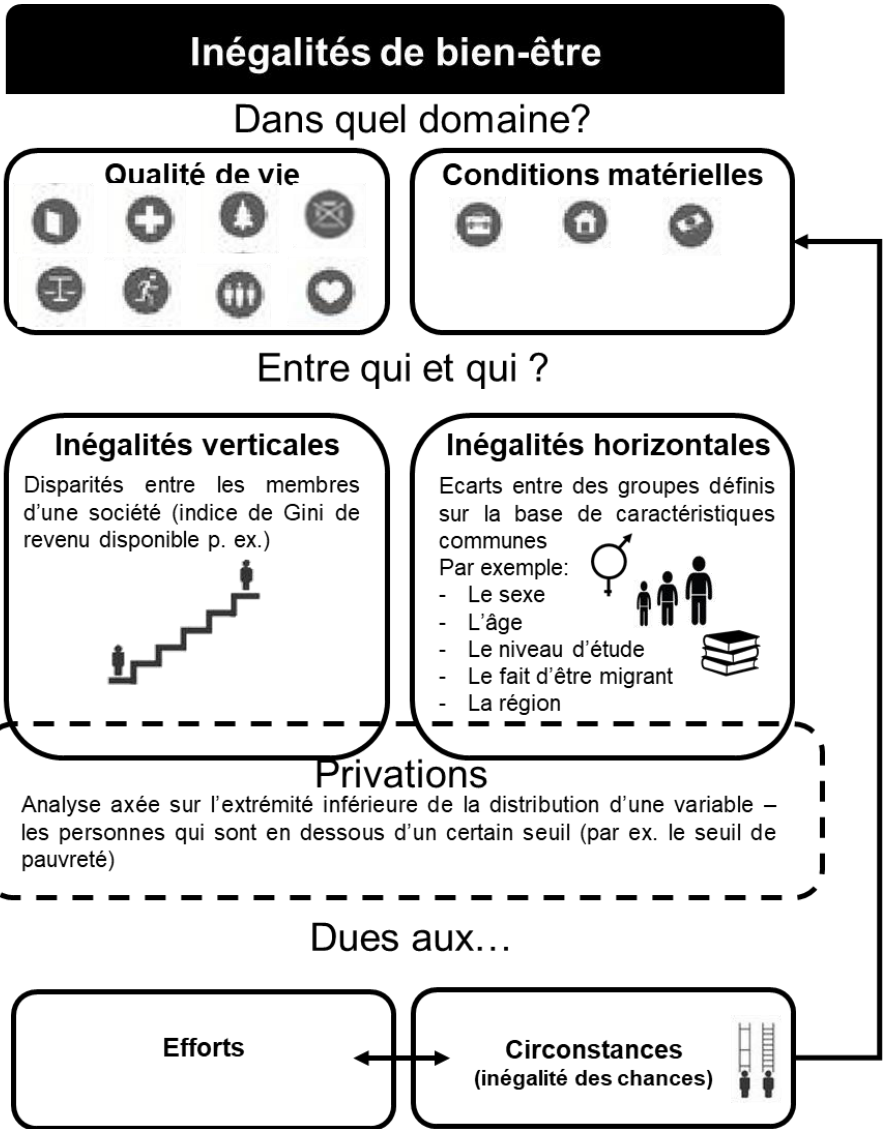 Inégalités de bien-être
Dans quel domaine?
Qualité de vie
Conditions matérielles
Entre qui et qui ?
Inégalités verticales
Disparités entre les membres
d’une société (indice de Gini de
revenu disponible p. ex.)
Inégalités horizontales
Ecarts entre des groupes définis
sur la base de caractéristiques
communes
Par exemple:
- Le sexe
- L’âge
- Le niveau d’étude
- Le fait d’être migrant
- La région
Privations
Analyse axée sur l’extrémité inférieure de la distribution d’une variable –
les personnes qui sont en dessous d’un certain seuil (par ex. le seuil de
pauvreté)
Dues aux…
Efforts
Circonstances
(inégalité des chances)